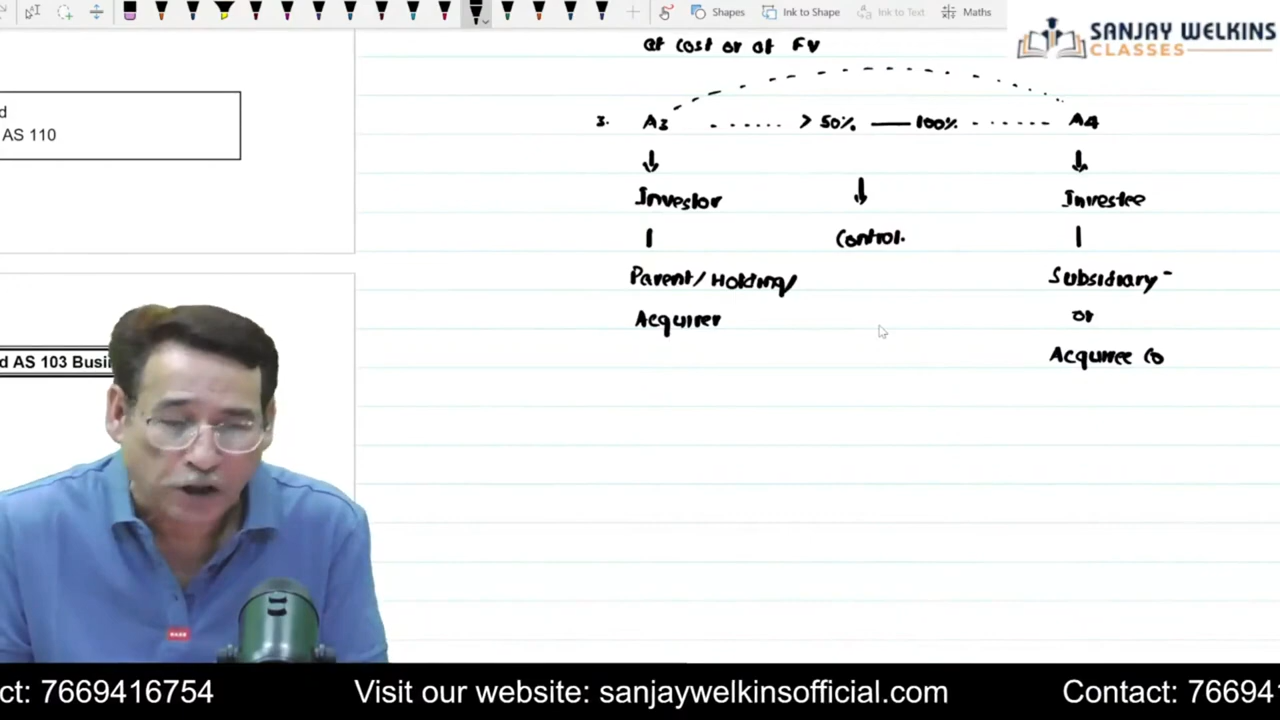 Shapes
Ink to Shape
Ink to Text
Maths
SANJAY WELKINS
CLASSES
at cost or at FV
d
AS 110
3. A3 > 50% 100% A4
Investor
Investee
Control.
Parent/Holding/
Subsidiary
Acquirer
or
Acquiree Co
d AS 103 Busi
ct: 7669416754 Visit our website: sanjaywelkinsofficial.com Contact: 76694